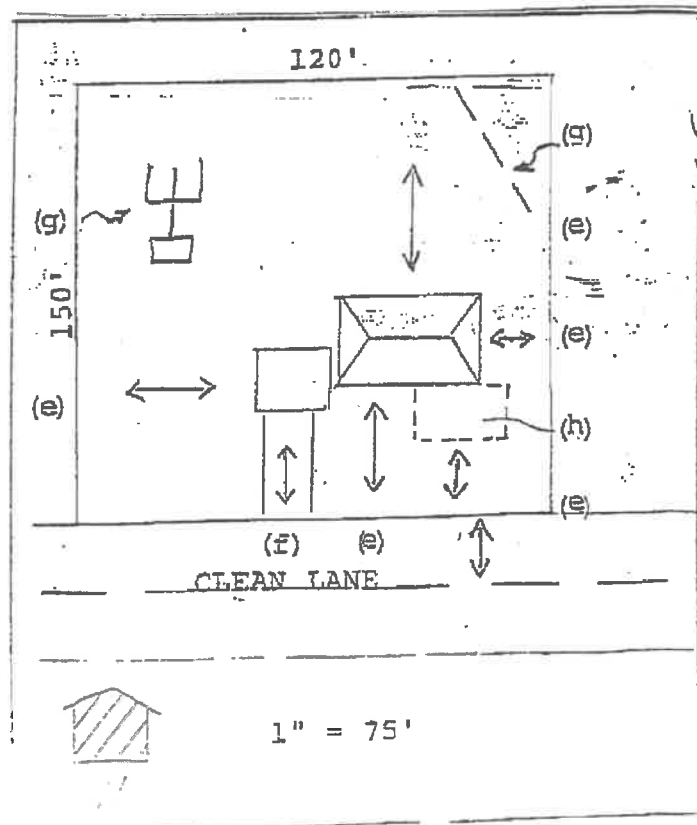 120'
(g)
(g)
(e)
150'
(e)
(e)
(h)
(e)
(f) (e)
CLEAN LANE
1" = 75'